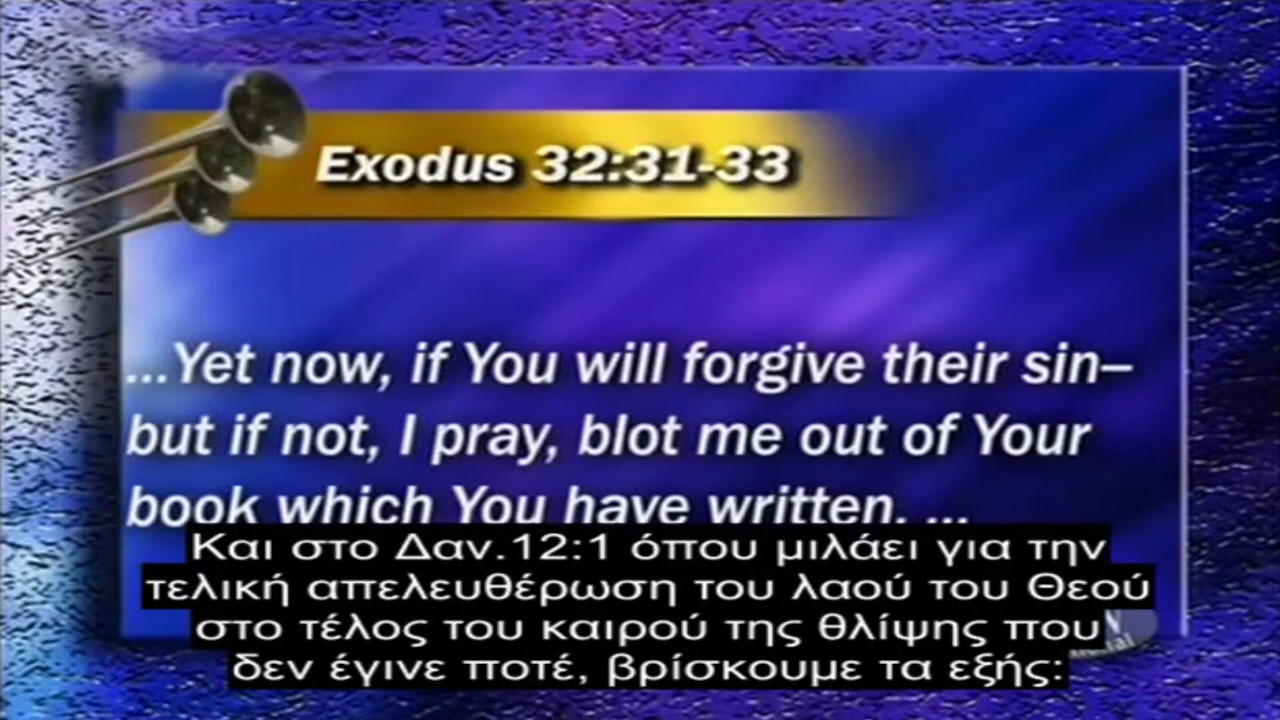 Exodus 32:31-33
...Yet now, if You will forgive their sin–
but if not, I pray, blot me out of Your
book which You have written. ...
Και στο Δαν.12:1 όπου μιλάει για την
τελική απελευθέρωση του λαού του Θεού
στο τέλος του καιρού της θλίψης που
δεν έγινε ποτέ, βρίσκουμε τα εξής: